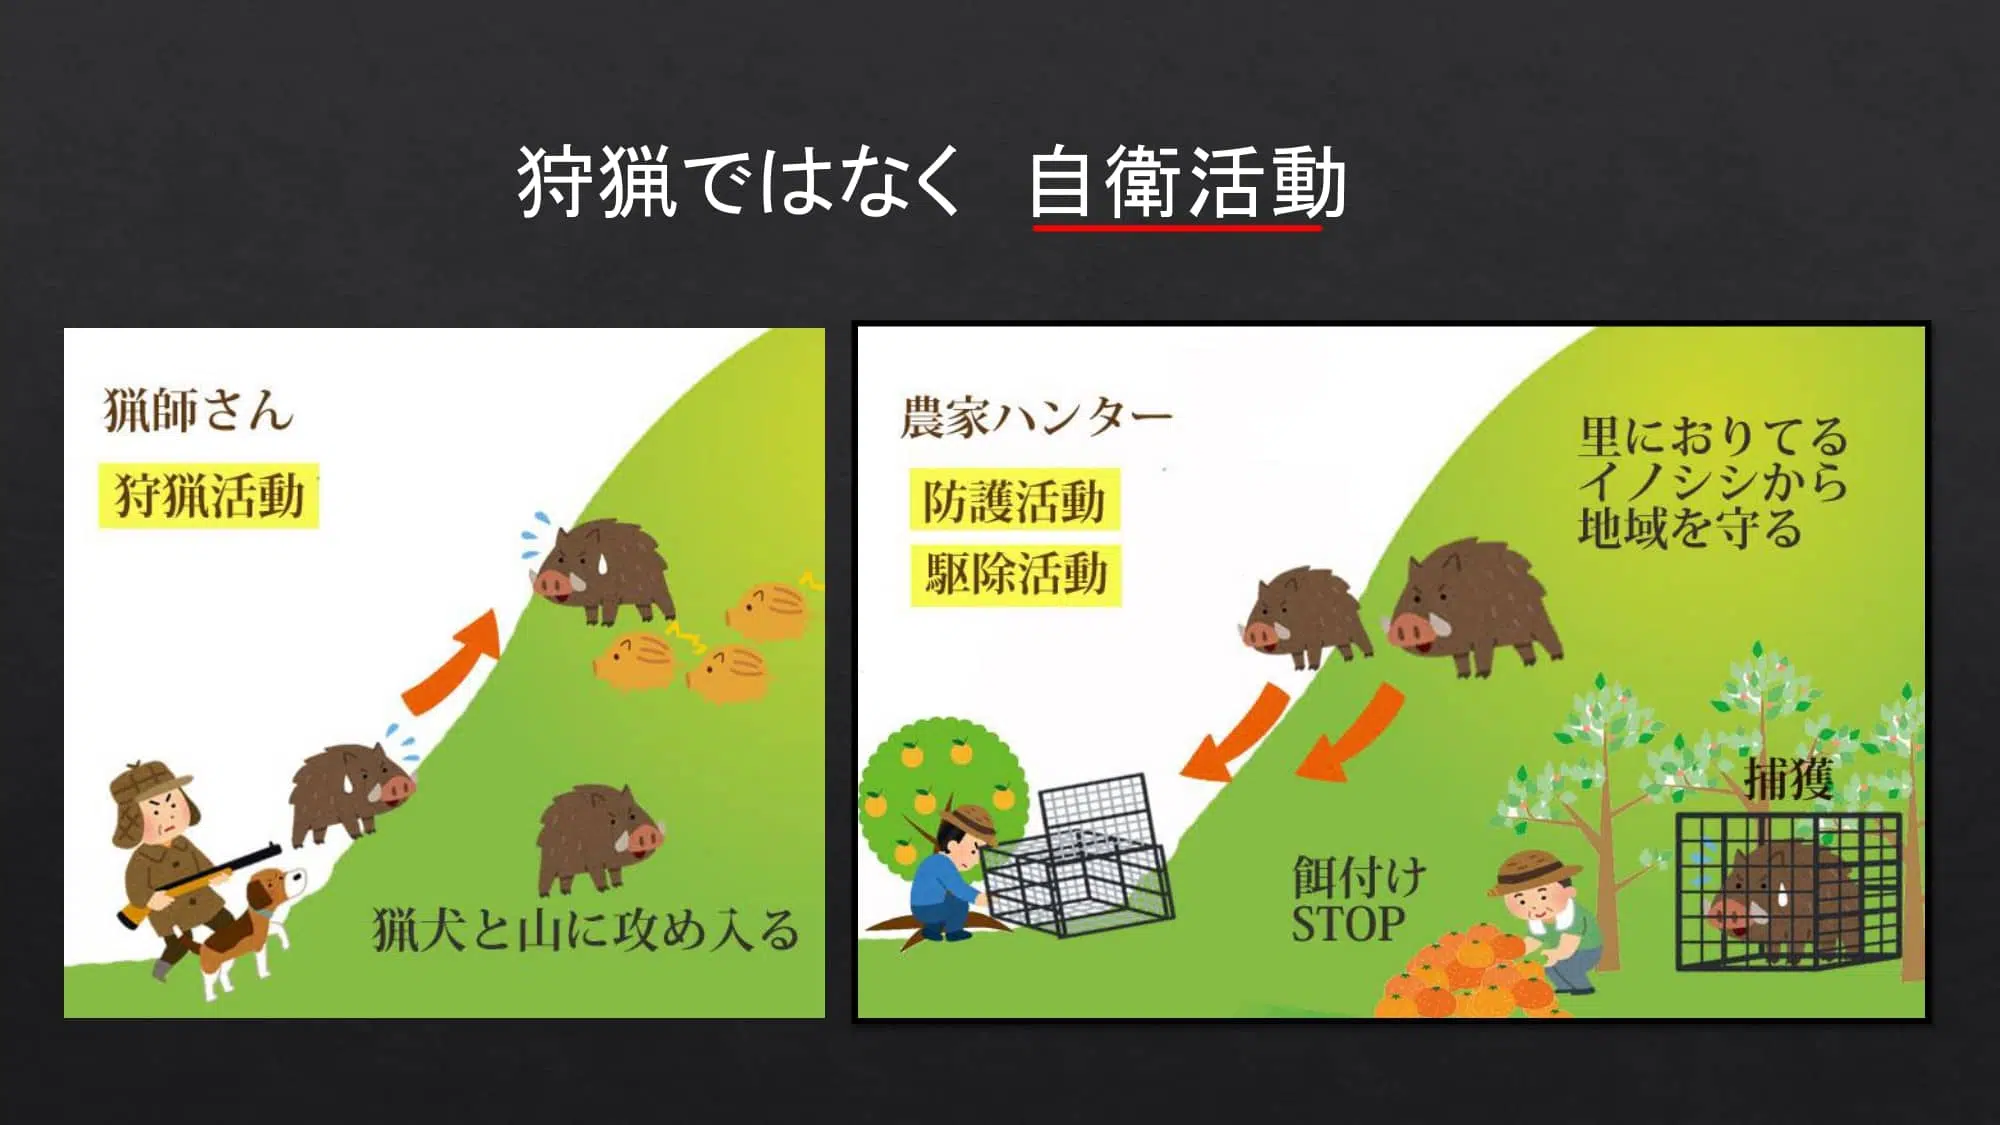 狩猟ではなく 自衛活動
猟師さん
狩猟活動
猟犬と山に攻め入る
農家ハンター
防護活動
駆除活動
里におりてる
イノシシから
地域を守る
捕獲
餌付け
STOP